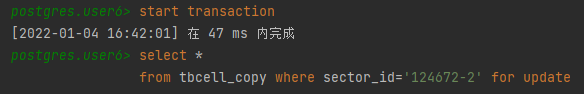 postgres.user6> start transaction
[2022-01-04 16:42:01] 在 47 ms 内完成
postgres.user6> select *
from tbcell_copy where sector_id='124672-2' for update